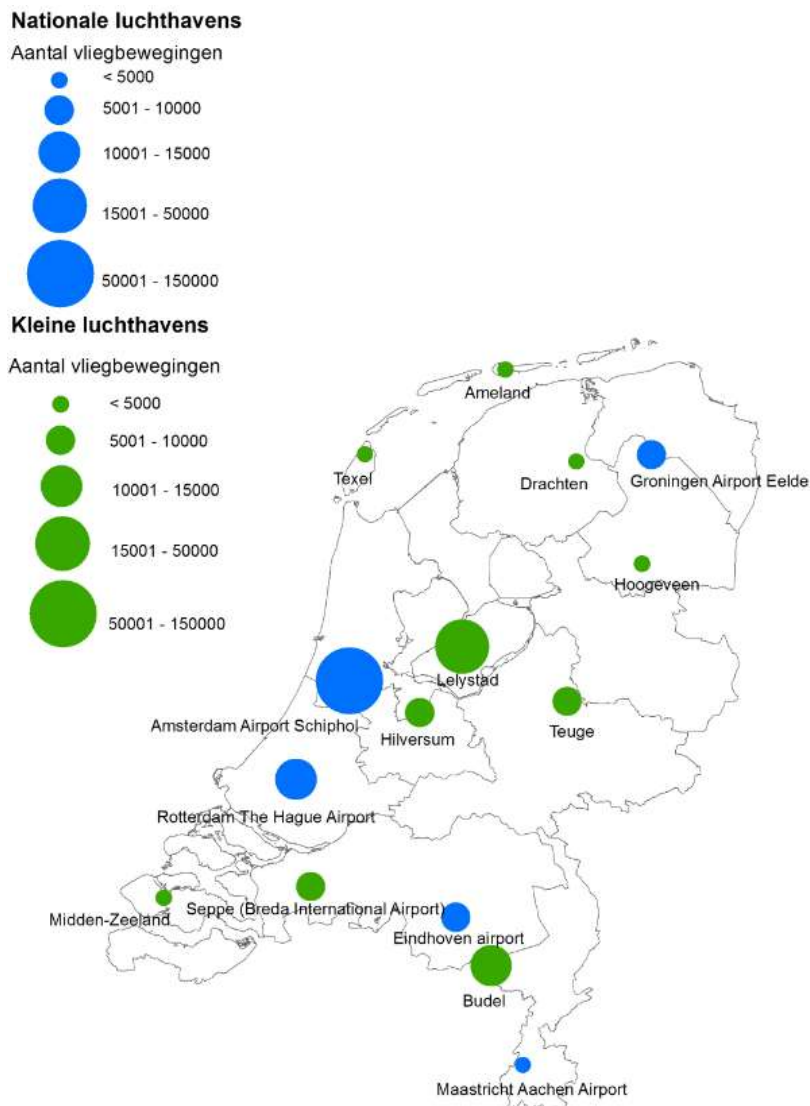 Nationale luchthavens
Aantal vliegbewegingen
< 5000
5001 - 10000
10001 - 15000
15001 - 50000
50001 - 150000
Kleine luchthavens
Aantal vliegbewegingen
< 5000
5001 - 10000
10001 - 15000
15001 - 50000
50001 - 150000
Ameland
Texel
Drachten
Groningen Airport Eelde
Hoogeveen
Lelystad
Amsterdam Airport Schiphol
Hilversum
Teuge
Rotterdam The Hague Airport
Seppe (Breda International Airport)
Midden-Zeeland
Eindhoven airport
Budel
Maastricht Aachen Airport